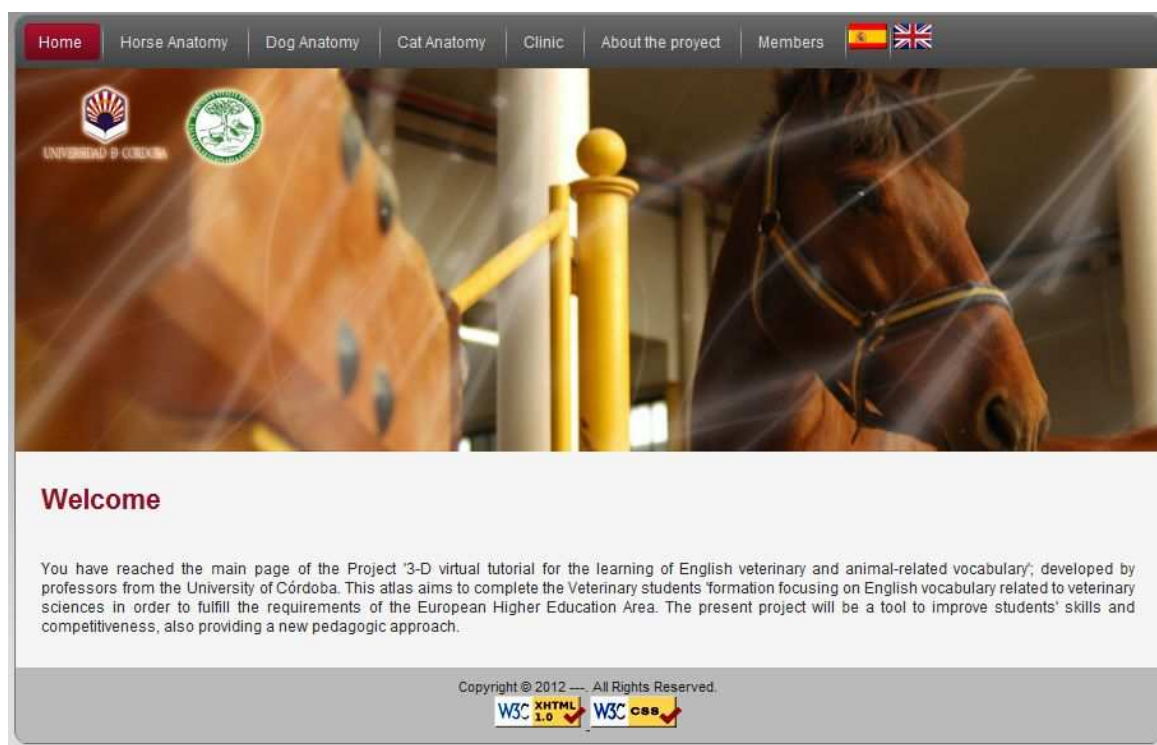 Home Horse Anatomy Dog Anatomy Cat Anatomy Clinic About the proyect Members
UNIVERSIDAD Ð CORDOBA
Welcome
You have reached the main page of the Project '3-D virtual tutorial for the learning of English veterinary and animal-related vocabulary'; developed by
professors from the University of Córdoba. This atlas aims to complete the Veterinary students 'formation focusing on English vocabulary related to veterinary
sciences in order to fulfill the requirements of the European Higher Education Area. The present project will be a tool to improve students' skills and
competitiveness, also providing a new pedagogic approach.
Copyright © 2012 ---. All Rights Reserved.
W3C XHTML 1.0 W3C css